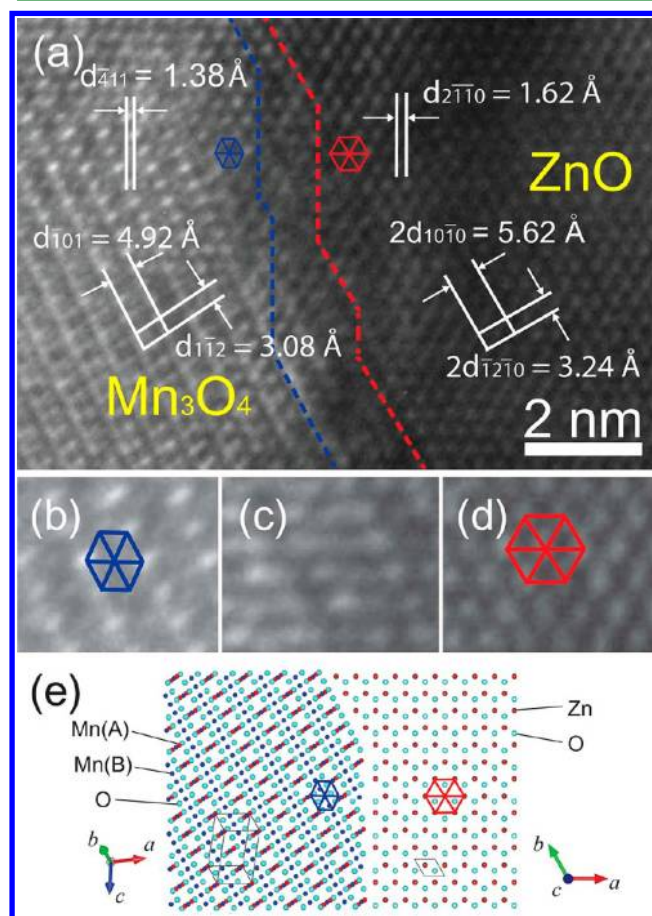 (a)
d4̄11 = 1.38 Å
d21̄1̄0 = 1.62 Å
ZnO
d1̄01 = 4.92 Å
2d101̄0 = 5.62 Å
d11̄2 = 3.08 Å
2d1̄21̄0 = 3.24 Å
Mn₃O₄
2 nm
(b)
(c)
(d)
(e)
Mn(A)
Zn
Mn(B)
O
O
b
a
c
b
c
a